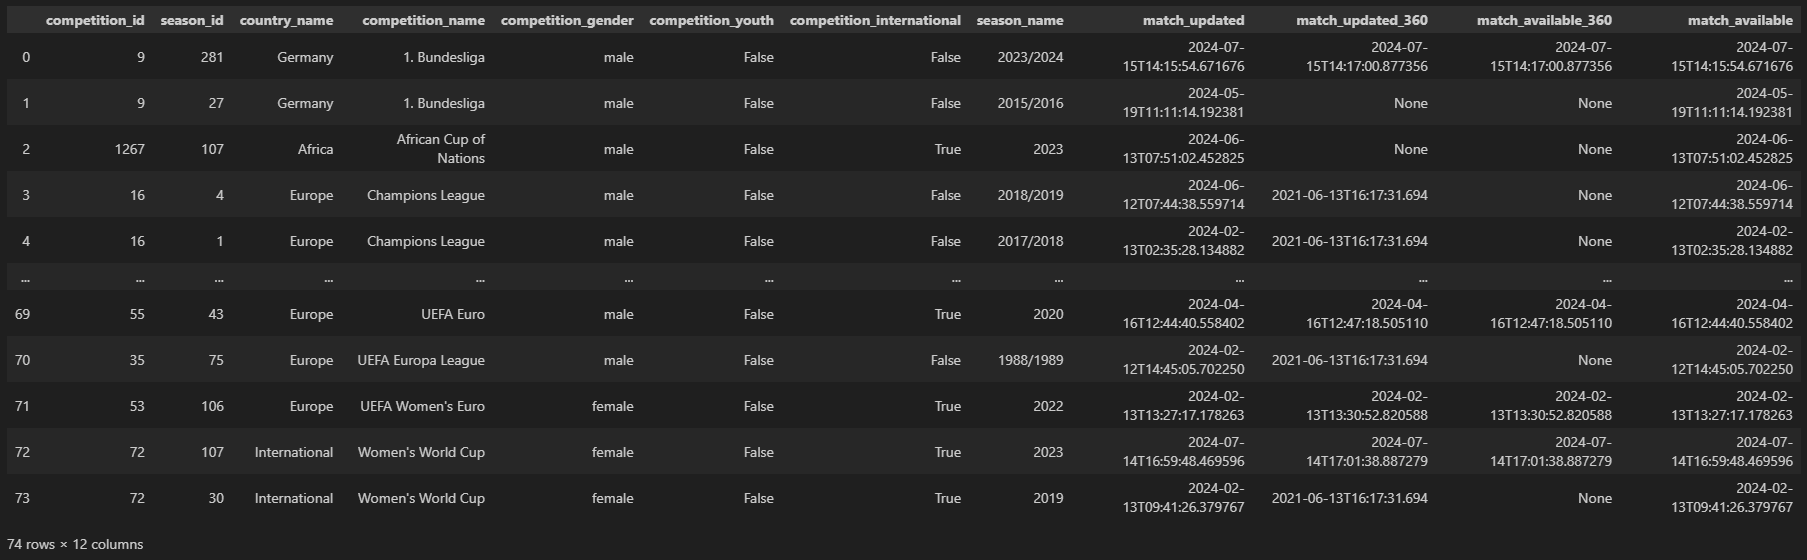 competition_id season_id country_name competition_name competition_gender competition_youth competition_international season_name match_updated match_updated_360 match_available_360 match_available
0 9 281 Germany 1. Bundesliga male False False 2023/2024 2024-07-15T14:15:54.671676 2024-07-15T14:17:00.877356 2024-07-15T14:17:00.877356 2024-07-15T14:15:54.671676
1 9 27 Germany 1. Bundesliga male False False 2015/2016 2024-05-19T11:11:14.192381 None None 2024-05-19T11:11:14.192381
2 1267 107 Africa African Cup of Nations male False True 2023 2024-06-13T07:51:02.452825 None None 2024-06-13T07:51:02.452825
3 16 4 Europe Champions League male False False 2018/2019 2024-06-12T07:44:38.559714 2021-06-13T16:17:31.694 None 2024-06-12T07:44:38.559714
4 16 1 Europe Champions League male False False 2017/2018 2024-02-13T02:35:28.134882 2021-06-13T16:17:31.694 None 2024-02-13T02:35:28.134882
... ... ... ... ... ... ... ... ... ... ... ... ...
69 55 43 Europe UEFA Euro male False True 2020 2024-04-16T12:44:40.558402 2024-04-16T12:47:18.505110 2024-04-16T12:47:18.505110 2024-04-16T12:44:40.558402
70 35 75 Europe UEFA Europa League male False False 1988/1989 2024-02-12T14:45:05.702250 2021-06-13T16:17:31.694 None 2024-02-12T14:45:05.702250
71 53 106 Europe UEFA Women's Euro female False True 2022 2024-02-13T13:27:17.178263 2024-02-13T13:30:52.820588 2024-02-13T13:30:52.820588 2024-02-13T13:27:17.178263
72 72 107 International Women's World Cup female False True 2023 2024-07-14T16:59:48.469596 2024-07-14T17:01:38.887279 2024-07-14T17:01:38.887279 2024-07-14T16:59:48.469596
73 72 30 International Women's World Cup female False True 2019 2024-02-13T09:41:26.379767 2021-06-13T16:17:31.694 None 2024-02-13T09:41:26.379767
74 rows × 12 columns